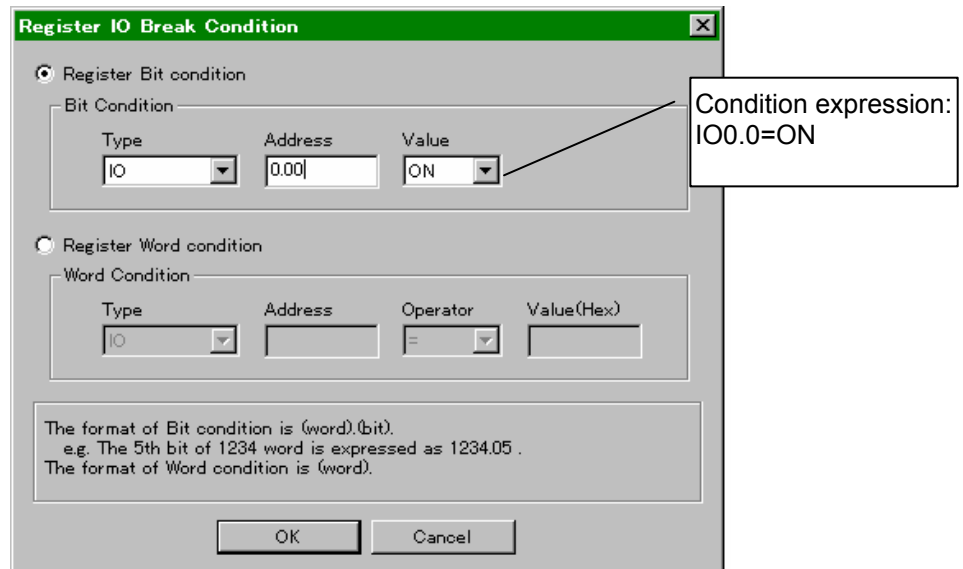 Register IO Break Condition
Register Bit condition
Bit Condition
Type Address Value
IO 0.00 ON
Condition expression:
IO0.0=ON
Register Word condition
Word Condition
Type Address Operator Value(Hex)
IO =
The format of Bit condition is (word).(bit).
e.g. The 5th bit of 1234 word is expressed as 1234.05 .
The format of Word condition is (word).
OK Cancel